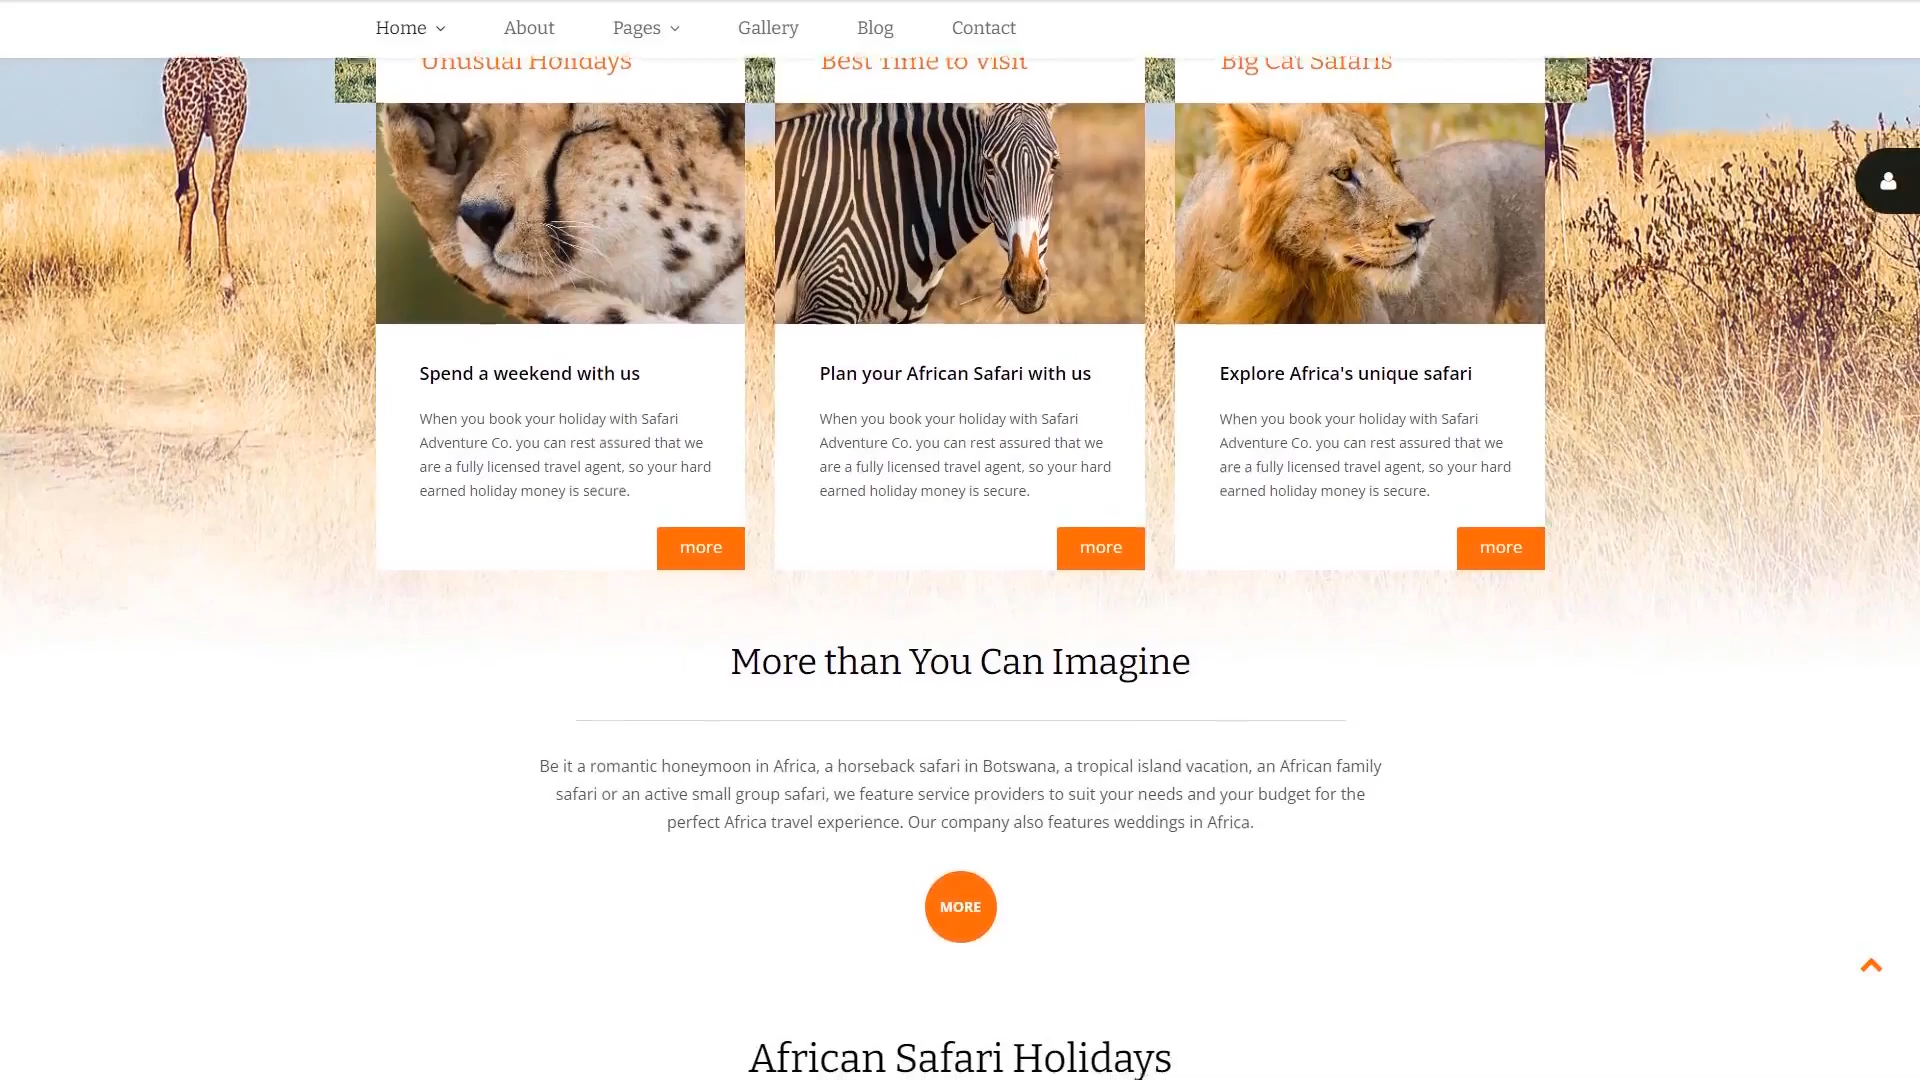 Home About Pages Gallery Blog Contact
Unusual Holidays
Best Time to Visit
Big Cat Safaris
Spend a weekend with us
When you book your holiday with Safari
Adventure Co. you can rest assured that we
are a fully licensed travel agent, so your hard
earned holiday money is secure.
more
Plan your African Safari with us
When you book your holiday with Safari
Adventure Co. you can rest assured that we
are a fully licensed travel agent, so your hard
earned holiday money is secure.
more
Explore Africa's unique safari
When you book your holiday with Safari
Adventure Co. you can rest assured that we
are a fully licensed travel agent, so your hard
earned holiday money is secure.
more
More than You Can Imagine
Be it a romantic honeymoon in Africa, a horseback safari in Botswana, a tropical island vacation, an African family
safari or an active small group safari, we feature service providers to suit your needs and your budget for the
perfect Africa travel experience. Our company also features weddings in Africa.
MORE
African Safari Holidays